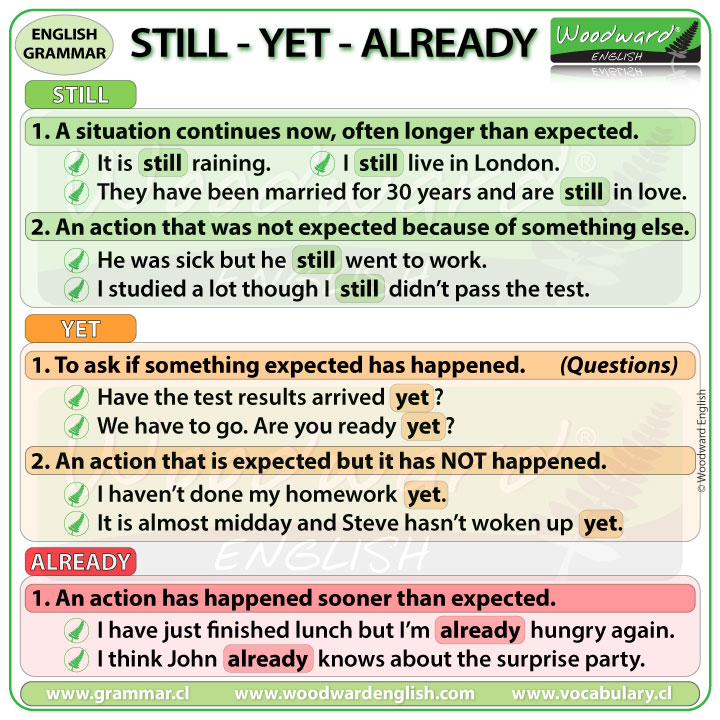 ENGLISH
GRAMMAR
STILL - YET - ALREADY
Woodward®
ENGLISH
STILL
1. A situation continues now, often longer than expected.
It is still raining. I still live in London.
They have been married for 30 years and are still in love.
2. An action that was not expected because of something else.
He was sick but he still went to work.
I studied a lot though I still didn’t pass the test.
YET
1. To ask if something expected has happened. (Questions)
Have the test results arrived yet?
We have to go. Are you ready yet?
2. An action that is expected but it has NOT happened.
I haven’t done my homework yet.
It is almost midday and Steve hasn’t woken up yet.
ALREADY
1. An action has happened sooner than expected.
I have just finished lunch but I’m already hungry again.
I think John already knows about the surprise party.
www.grammar.cl www.woodwardenglish.com www.vocabulary.cl
© Woodward English
Woodward®
ENGLISH
Woodward®
ENGLISH